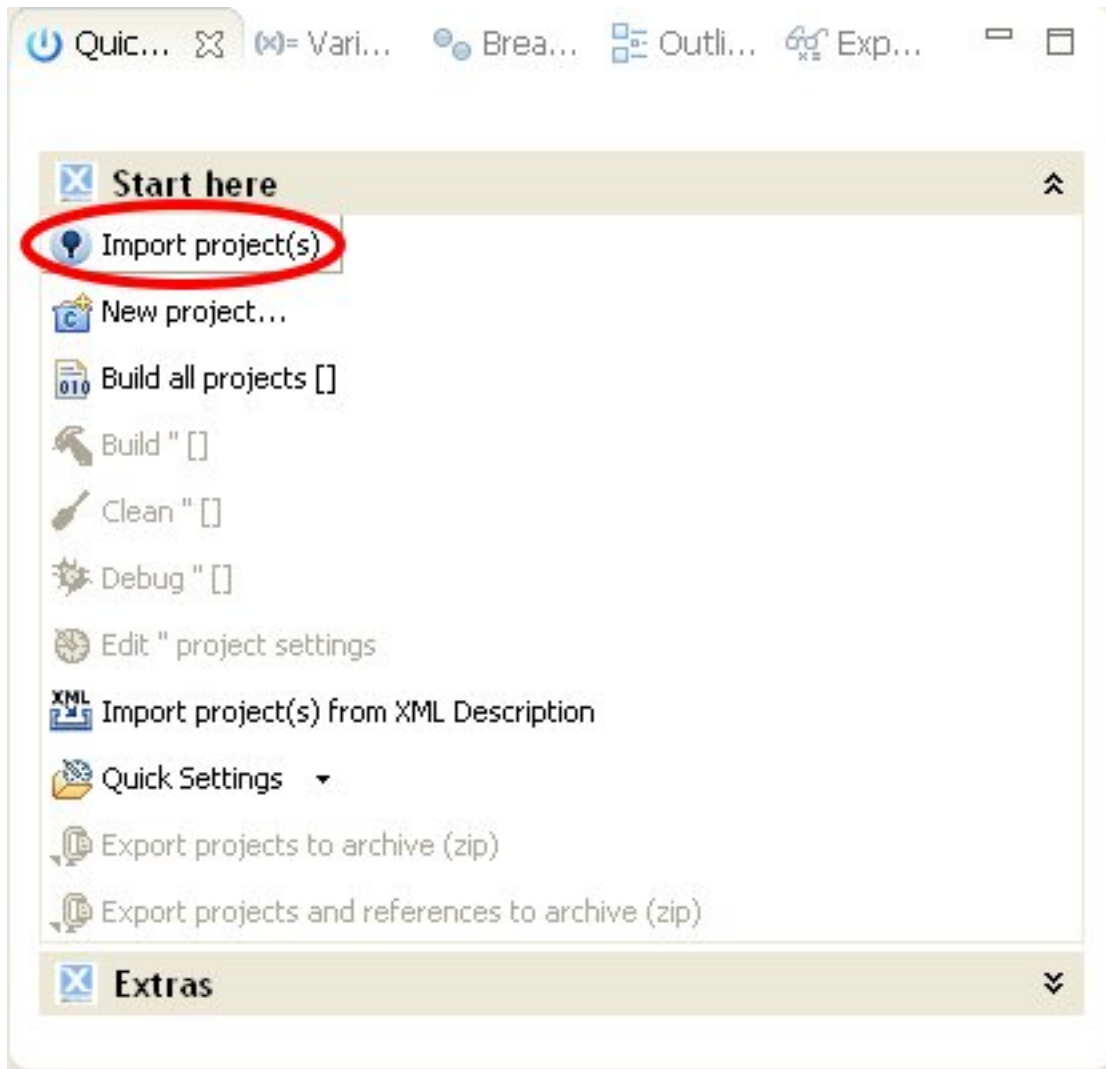 Quic... (x)= Vari... Brea... Outli... Exp...
Start here
Import project(s)
New project...
Build all projects []
Build '' []
Clean '' []
Debug '' []
Edit '' project settings
XML Import project(s) from XML Description
Quick Settings
Export projects to archive (zip)
Export projects and references to archive (zip)
Extras